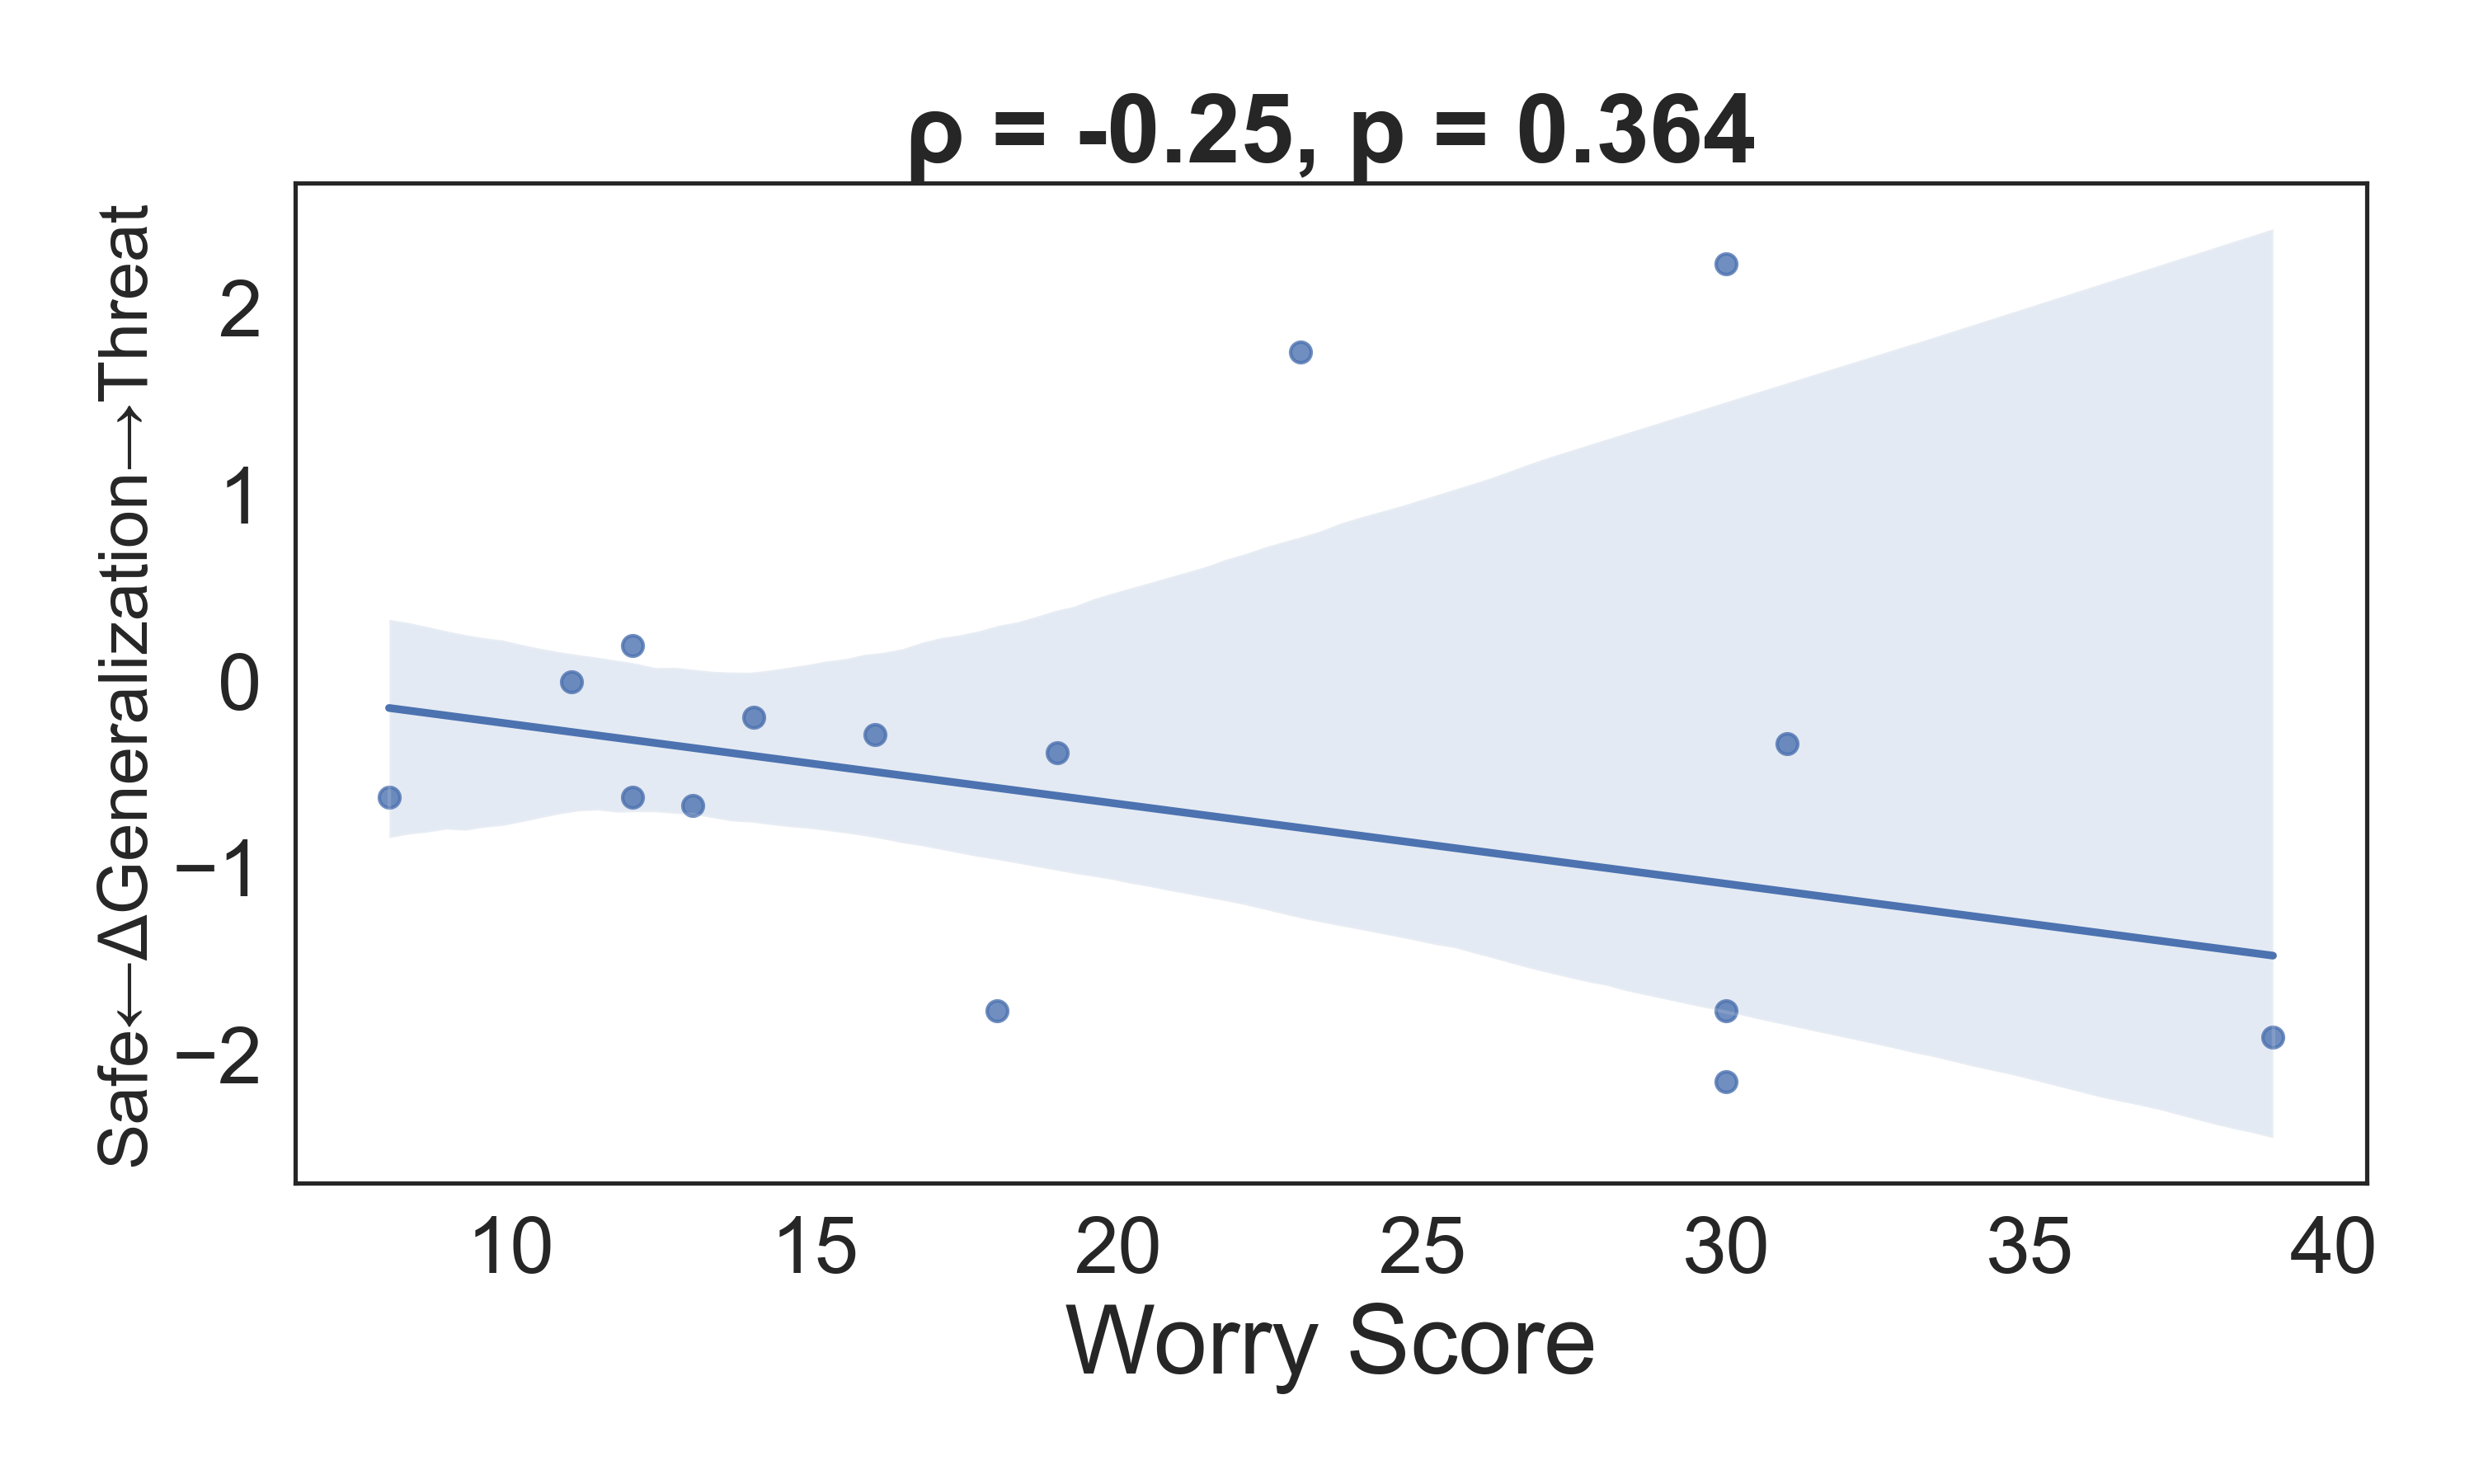 ρ = -0.25, p = 0.364
Safe←ΔGeneralization→Threat
2
1
0
−1
−2
10 15 20 25 30 35 40
Worry Score